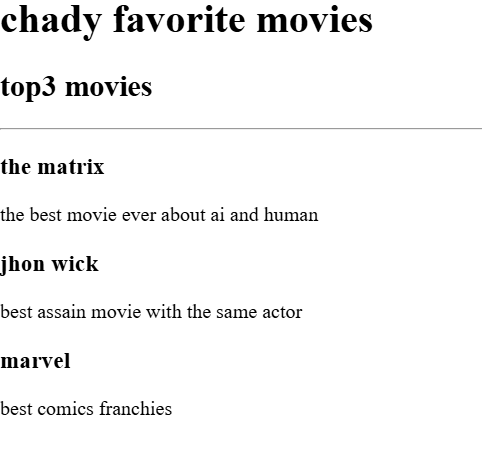 chady favorite movies
top3 movies
the matrix
the best movie ever about ai and human
jhon wick
best assain movie with the same actor
marvel
best comics franchies